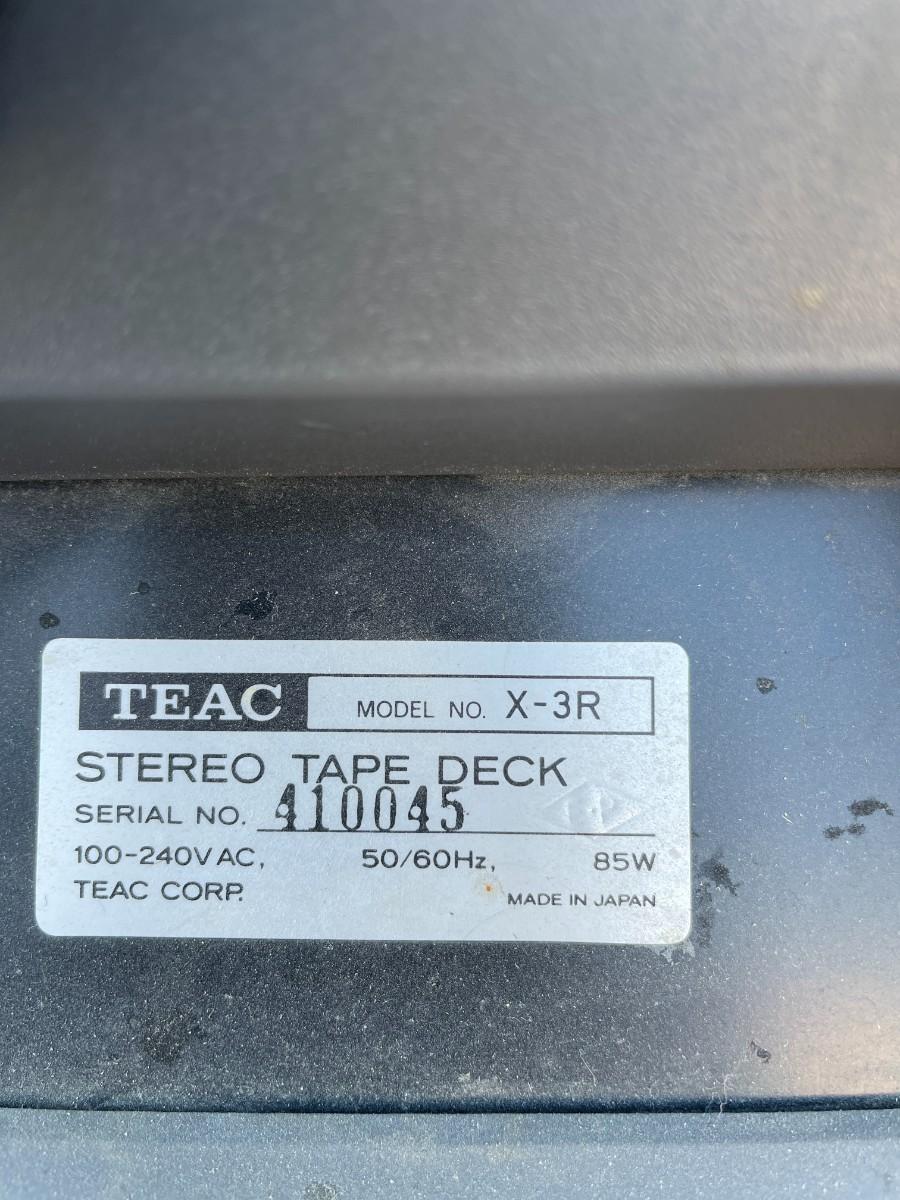 TEAC MODEL NO. X-3R
STEREO TAPE DECK
SERIAL NO. 410045
100-240V AC, 50/60Hz, 85W
TEAC CORP. MADE IN JAPAN